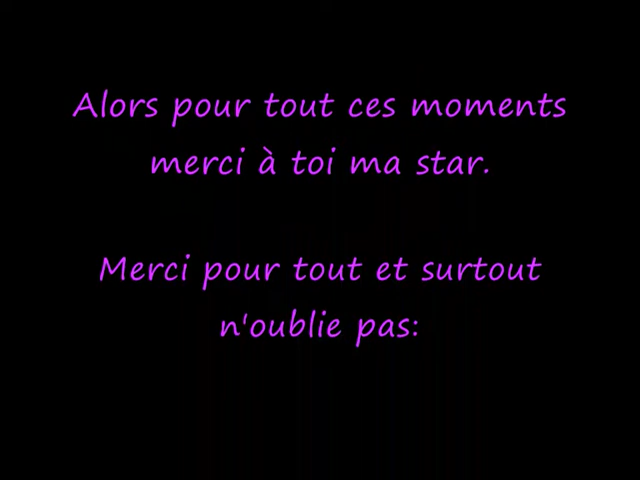 Alors pour tout ces moments
merci à toi ma star.
Merci pour tout et surtout
n'oublie pas: